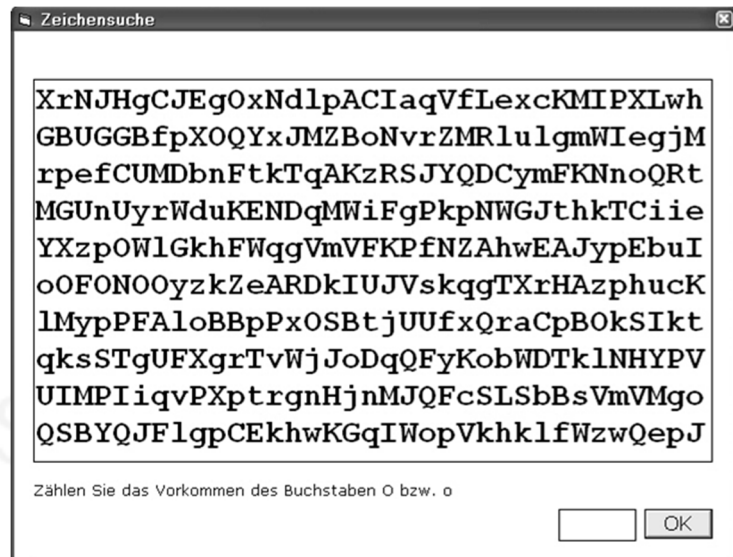 Zeichensuche
XrNJHgCJEgOxNdlpACIaqVfLexcKMIPXLwh
GBUGGBfpXOQYxJMZBoNvrZMRlulgmWIegjM
rpefCUMDbnFtkTqAKzRSJYQDCymFKNnoQRt
MGUnUyrWduKENDqMWiFgPkpNWGJthkTCiie
YXzpOWlGkhFWqgVmVFKPfNZAhwEAJypEbuI
oOFONOOyzkZeARDkIUJVskqgTXrHAzphucK
lMypPFAloBBpPxOSBtjUUfxQraCpBOkSIkt
qksSTgUFXgrTvWjJoDqQFyKobWDTklNHYPV
UIMPIiqvPXptrgnHjnMJQFcSLSbBsVmVMgo
QSBYQJFlgpCEkhwKGqIWopVkhklfWzwQepJ
Zählen Sie das Vorkommen des Buchstaben O bzw. o
OK